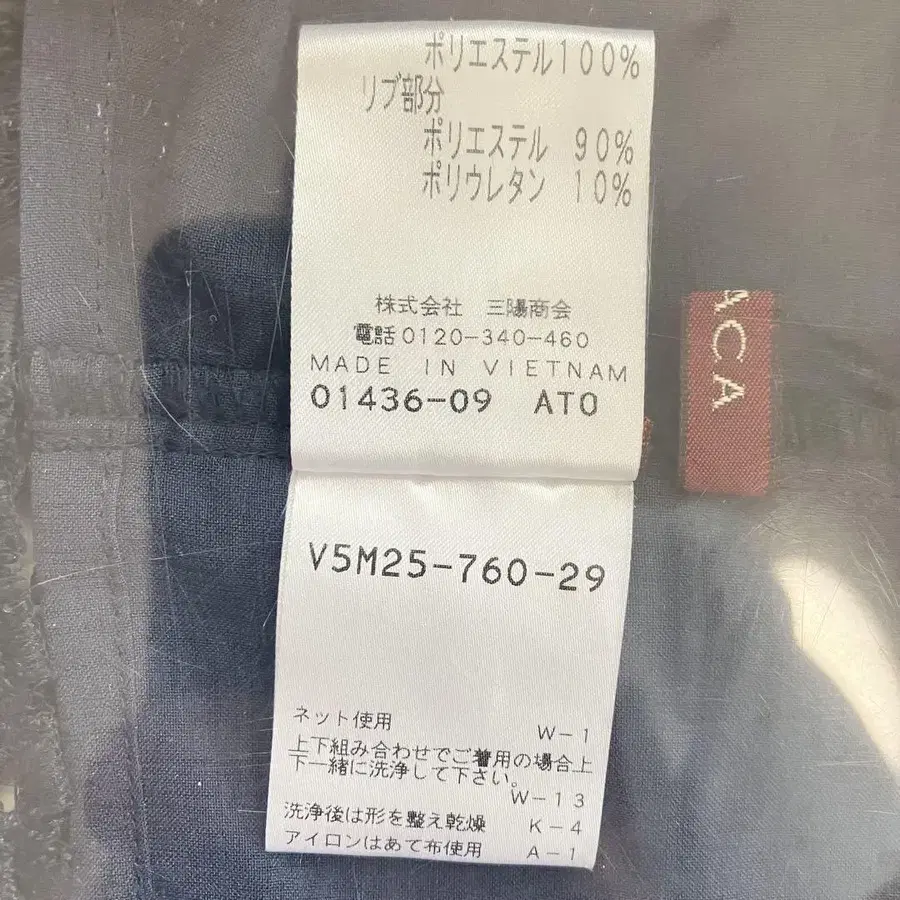 ポリエステル100%
リブ部分
ポリエステル 90%
ポリウレタン 10%
株式会社 三陽商会
電話0120-340-460
MADE IN VIETNAM
01436-09 AT0
ACA
V5M25-760-29
ネット使用 W-1
上下組み合わせでご着用の場合上
下一緒に洗浄して下さい。
W-13
洗浄後は形を整え乾燥 K-4
アイロンはあて布使用 A-1